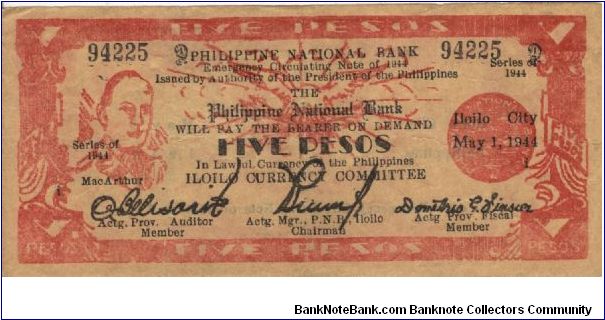 FIVE PESOS
94225 PHILIPPINE NATIONAL BANK 94225
Emergency Circulating Note of 1944 Series of
Issued by Authority of the President of the Philippines 1944
THE
Philippine National Bank
WILL PAY THE BEARER ON DEMAND Iloilo City
FIVE PESOS May 1, 1944
Series of
1944
In Lawful Currency of the Philippines
MacArthur ILOILO CURRENCY COMMITTEE
Actg. Prov. Auditor Actg. Mgr., P.N.B., Iloilo Actg Prov. Fiscal
Member Chairman Member
PESOS FIVE PESOS PESOS
BankNoteBank.com Banknote Collectors Community